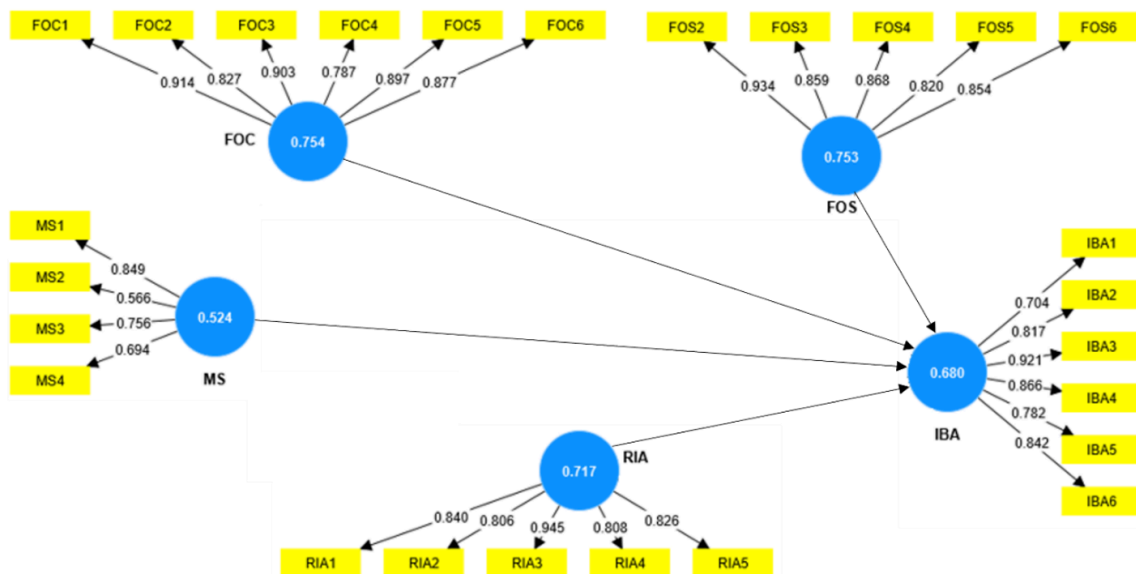 FOC1 FOC2 FOC3 FOC4 FOC5 FOC6
FOS2 FOS3 FOS4 FOS5 FOS6
0.914 0.827 0.903 0.787 0.897 0.877
0.934 0.859 0.868 0.820 0.854
FOC
0.754
0.753
FOS
MS1
MS2
MS3
MS4
0.849
0.566
0.756
0.694
0.524
MS
IBA1
IBA2
IBA3
IBA4
IBA5
IBA6
0.704
0.817
0.921
0.866
0.782
0.842
0.680
IBA
RIA
0.717
0.840 0.806 0.945 0.808 0.826
RIA1 RIA2 RIA3 RIA4 RIA5